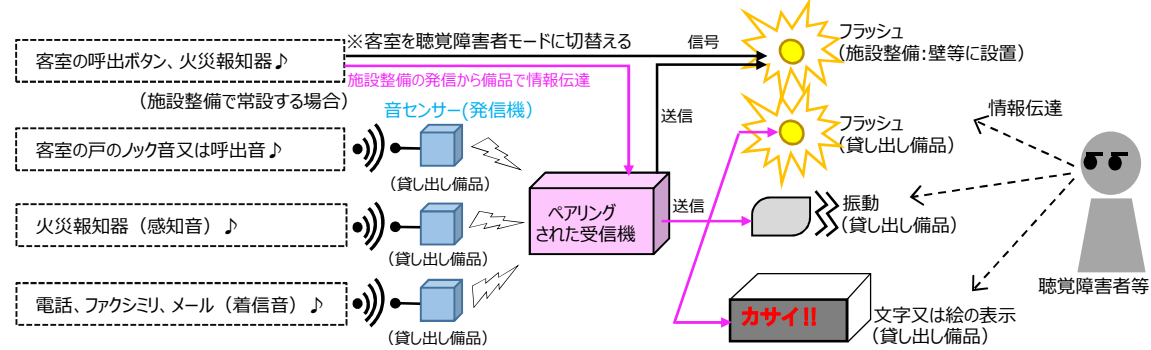 ※客室を聴覚障害者モードに切替える
信号
フラッシュ
(施設整備:壁等に設置)
客室の呼出ボタン、火災報知器♪
施設整備の発信から備品で情報伝達
(施設整備で常設する場合)
音センサー(発信機)
送信
フラッシュ
(貸し出し備品)
情報伝達
客室の戸のノック音又は呼出音♪
(貸し出し備品)
火災報知器(感知音)♪
(貸し出し備品)
ペアリング
された受信機
送信
振動
(貸し出し備品)
電話、ファクシミリ、メール(着信音)♪
(貸し出し備品)
カサイ!!
文字又は絵の表示
(貸し出し備品)
聴覚障害者等